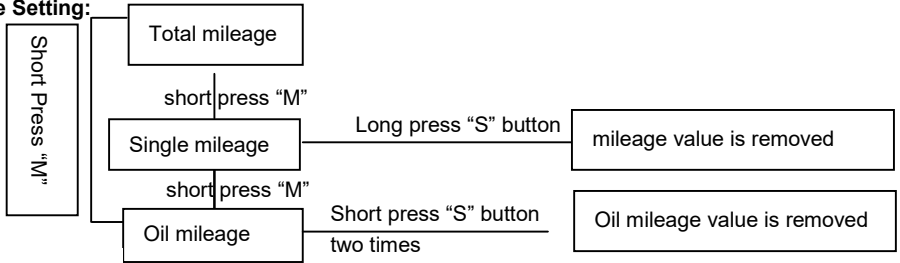 e Setting:
Short Press “M”
Total mileage
short press “M”
Single mileage
Long press “S” button
mileage value is removed
short press “M”
Oil mileage
Short press “S” button
two times
Oil mileage value is removed